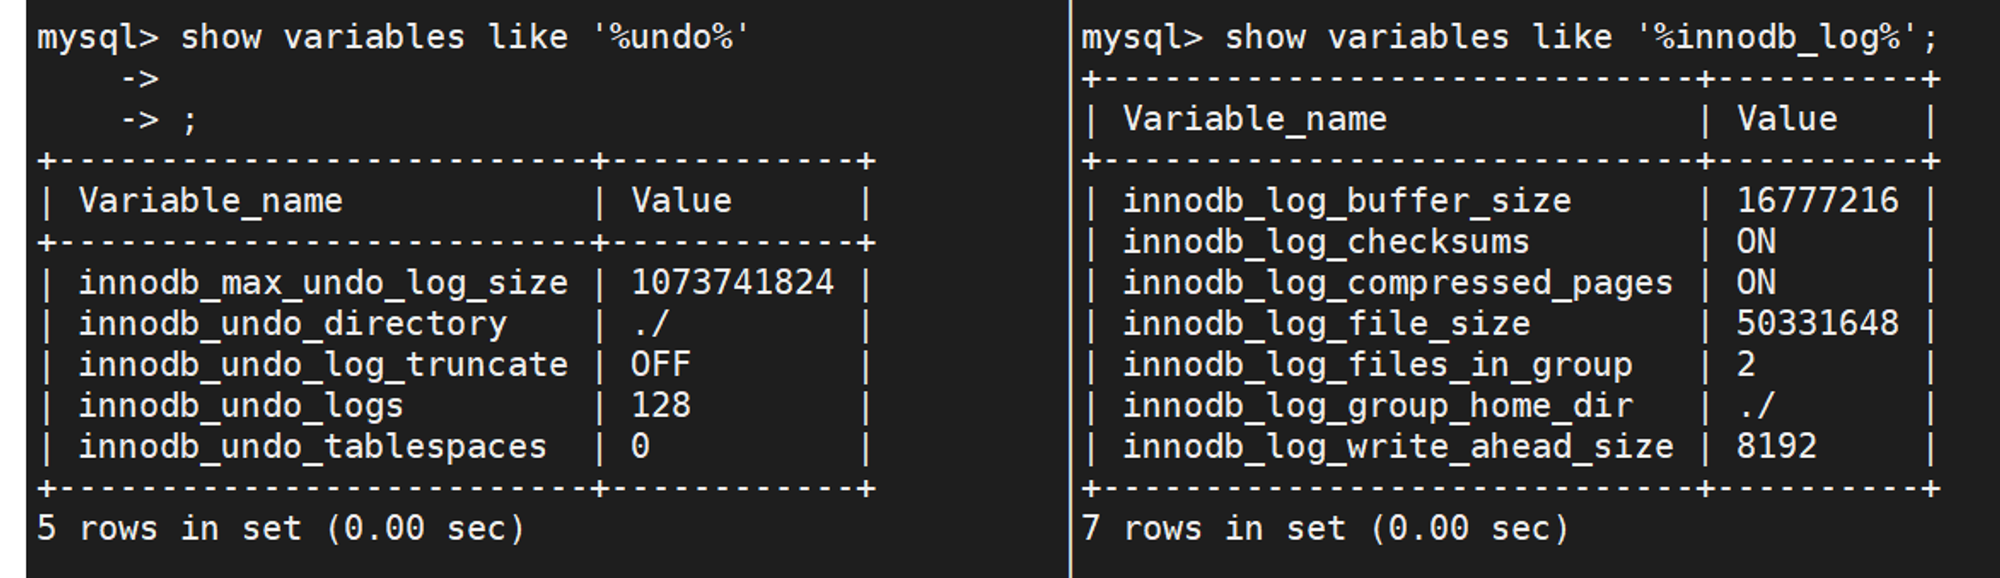 mysql> show variables like '%undo%'
    ->
    -> ;
+--------------------------+------------+
| Variable_name            | Value      |
+--------------------------+------------+
| innodb_max_undo_log_size | 1073741824 |
| innodb_undo_directory    | ./         |
| innodb_undo_log_truncate | OFF        |
| innodb_undo_logs         | 128        |
| innodb_undo_tablespaces  | 0          |
+--------------------------+------------+
5 rows in set (0.00 sec)
mysql> show variables like '%innodb_log%';
+-----------------------------+----------+
| Variable_name               | Value    |
+-----------------------------+----------+
| innodb_log_buffer_size      | 16777216 |
| innodb_log_checksums        | ON       |
| innodb_log_compressed_pages | ON       |
| innodb_log_file_size        | 50331648 |
| innodb_log_files_in_group   | 2        |
| innodb_log_group_home_dir   | ./       |
| innodb_log_write_ahead_size | 8192     |
+-----------------------------+----------+
7 rows in set (0.00 sec)